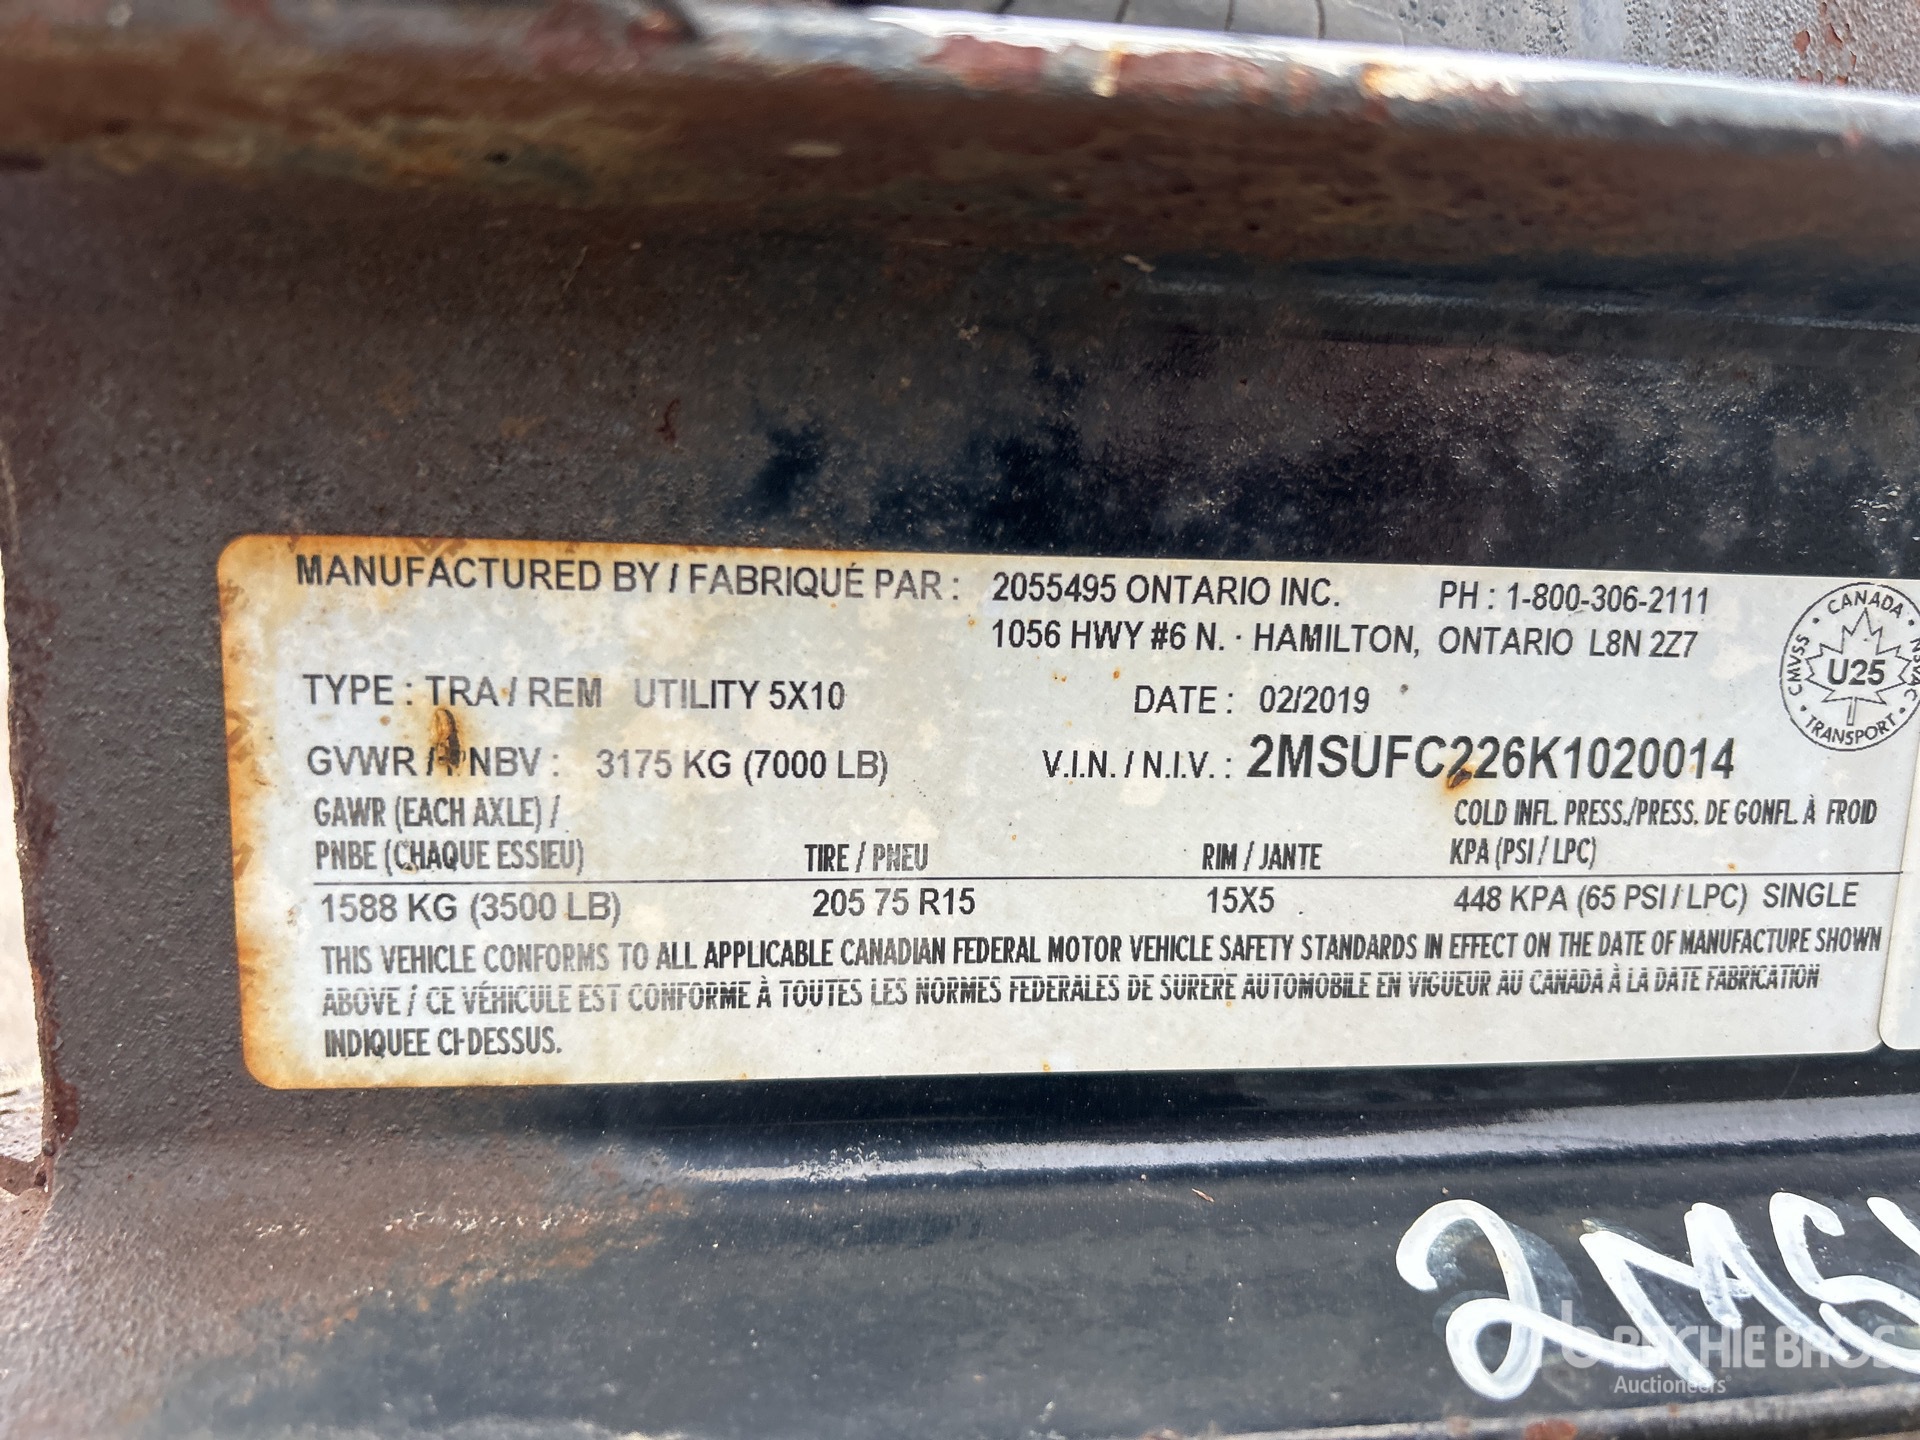 MANUFACTURED BY / FABRIQUÉ PAR : 2055495 ONTARIO INC. PH : 1-800-306-2111
1056 HWY #6 N. · HAMILTON, ONTARIO L8N 2Z7
CANADA · NSVAC · TRANSPORT · CMVSS ·
U25
TYPE : TRA / REM UTILITY 5X10 DATE : 02/2019
GVWR / PNBV : 3175 KG (7000 LB) V.I.N. / N.I.V. : 2MSUFC226K1020014
GAWR (EACH AXLE) / COLD INFL. PRESS./PRESS. DE GONFL. À FROID
PNBE (CHAQUE ESSIEU) TIRE / PNEU RIM / JANTE KPA (PSI / LPC)
1588 KG (3500 LB) 205 75 R15 15X5 448 KPA (65 PSI / LPC) SINGLE
THIS VEHICLE CONFORMS TO ALL APPLICABLE CANADIAN FEDERAL MOTOR VEHICLE SAFETY STANDARDS IN EFFECT ON THE DATE OF MANUFACTURE SHOWN
ABOVE / CE VÉHICULE EST CONFORME À TOUTES LES NORMES FEDERALES DE SURERE AUTOMOBILE EN VIGUEUR AU CANADA À LA DATE FABRICATION
INDIQUEE CI-DESSUS.
2MS
RITCHIE BROS
Auctioneers